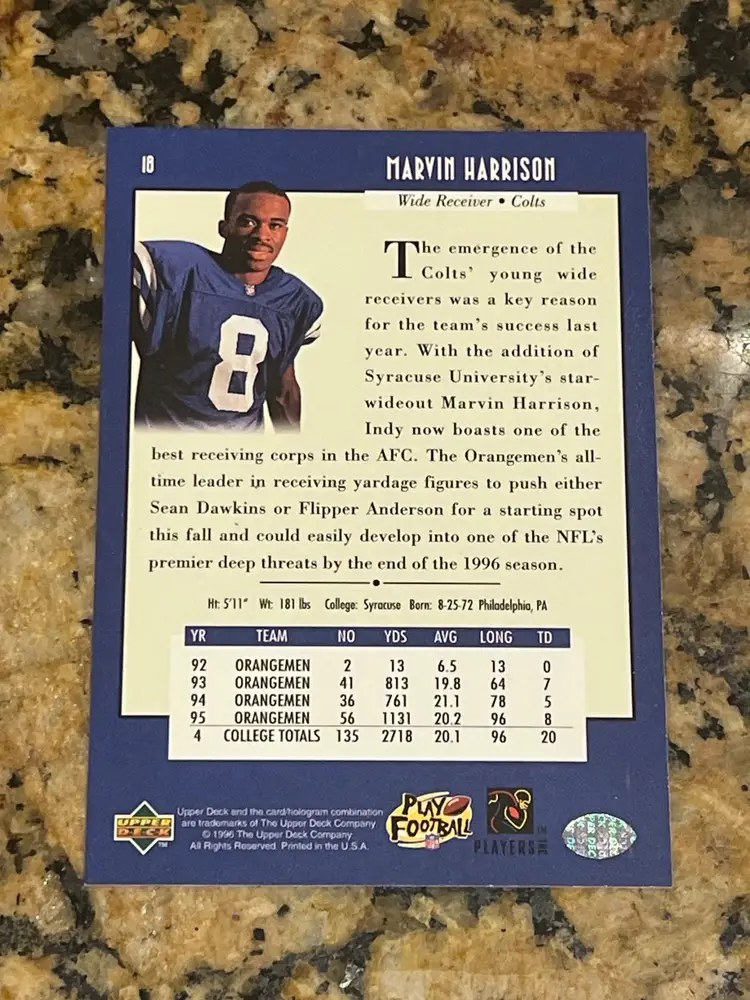 18
MARVIN HARRISON
Wide Receiver • Colts
8
The emergence of the
Colts' young wide
receivers was a key reason
for the team's success last
year. With the addition of
Syracuse University's star-
wideout Marvin Harrison,
Indy now boasts one of the
best receiving corps in the AFC. The Orangemen's all-
time leader in receiving yardage figures to push either
Sean Dawkins or Flipper Anderson for a starting spot
this fall and could easily develop into one of the NFL's
premier deep threats by the end of the 1996 season.
Ht: 5'11" Wt: 181 lbs College: Syracuse Born: 8-25-72 Philadelphia, PA
YR TEAM NO YDS AVG LONG TD
92 ORANGEMEN 2 13 6.5 13 0
93 ORANGEMEN 41 813 19.8 64 7
94 ORANGEMEN 36 761 21.1 78 5
95 ORANGEMEN 56 1131 20.2 96 8
4 COLLEGE TOTALS 135 2718 20.1 96 20
UPPER DECK TM
Upper Deck and the card/hologram combination
are trademarks of The Upper Deck Company
© 1996 The Upper Deck Company
All Rights Reserved. Printed in the U.S.A.
PLAY FOOTBALL
NFL
PLAYERS INC TM
UPPER DECK